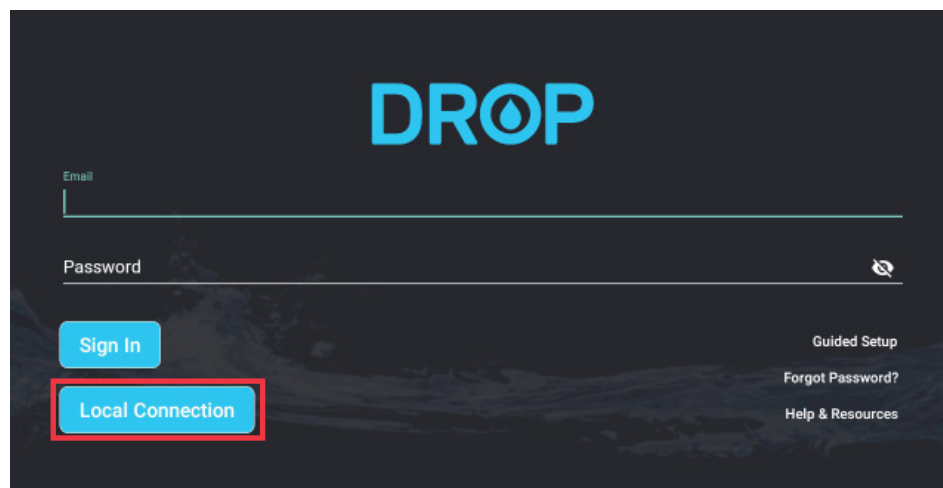 DROP
Email
Password
Sign In
Guided Setup
Forgot Password?
Local Connection
Help & Resources